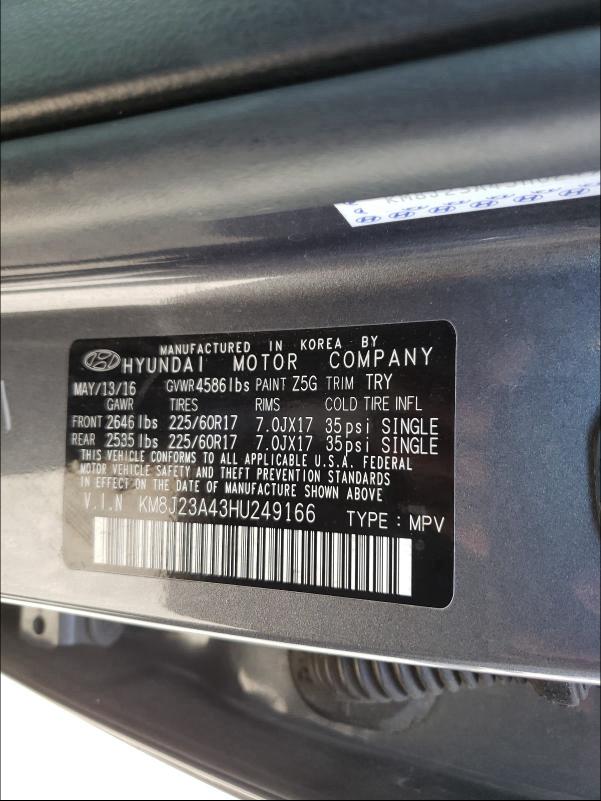 MANUFACTURED IN KOREA BY
HYUNDAI MOTOR COMPANY
MAY/13/16 GVWR 4586lbs PAINT Z5G TRIM TRY
GAWR TIRES RIMS COLD TIRE INFL
FRONT 2646 lbs 225/60R17 7.0JX17 35psi SINGLE
REAR 2535 lbs 225/60R17 7.0JX17 35psi SINGLE
THIS VEHICLE CONFORMS TO ALL APPLICABLE U.S.A. FEDERAL
MOTOR VEHICLE SAFETY AND THEFT PREVENTION STANDARDS
IN EFFECT ON THE DATE OF MANUFACTURE SHOWN ABOVE
V.I.N KM8J23A43HU249166 TYPE : MPV